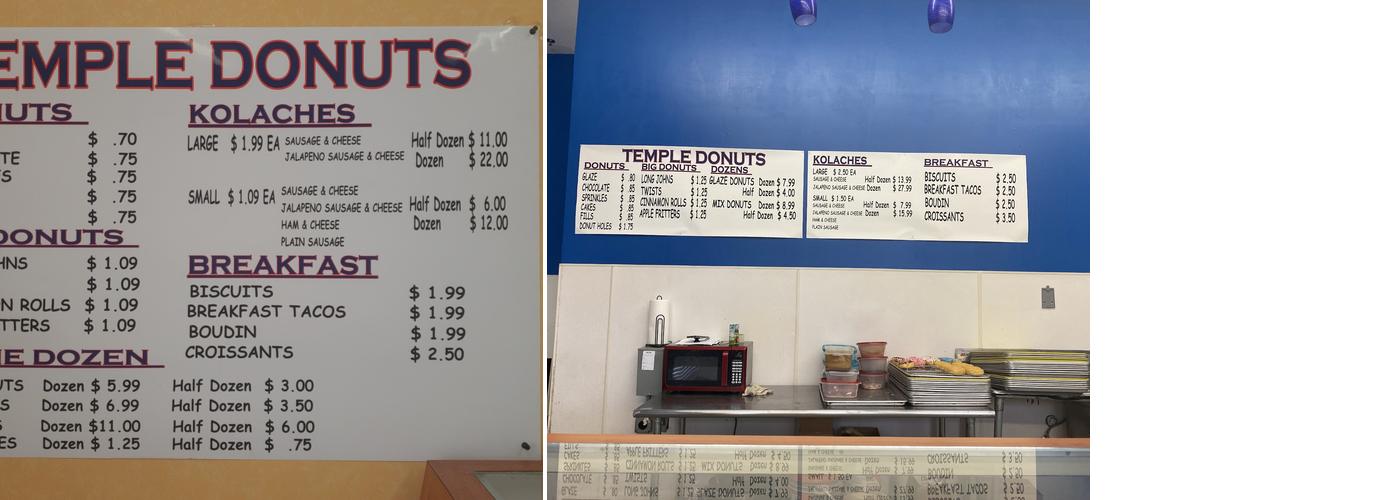 TEMPLE DONUTS
KOLACHES
LARGE $ 1.99 EA SAUSAGE & CHEESE Half Dozen $ 11.00
JALAPENO SAUSAGE & CHEESE Dozen $ 22.00
SMALL $ 1.09 EA SAUSAGE & CHEESE
JALAPENO SAUSAGE & CHEESE Half Dozen $ 6.00
HAM & CHEESE Dozen $ 12.00
PLAIN SAUSAGE
BREAKFAST
BISCUITS $ 1.99
BREAKFAST TACOS $ 1.99
BOUDIN $ 1.99
CROISSANTS $ 2.50
$ .70
$ .75
$ .75
$ .75
$ .75
DONUTS
$ 1.09
$ 1.09
ROLLS $ 1.09
$ 1.09
DOZEN
Dozen $ 5.99 Half Dozen $ 3.00
Dozen $ 6.99 Half Dozen $ 3.50
Dozen $11.00 Half Dozen $ 6.00
Dozen $ 1.25 Half Dozen $ .75
TEMPLE DONUTS
DONUTS
GLAZE $ .80
CHOCOLATE $ .85
SPRINKLES $ .85
CAKES $ .85
FILLS $ .85
DONUT HOLES $ 1.75
BIG DONUTS
LONG JOHNS $ 1.25
TWISTS $ 1.25
CINNAMON ROLLS $ 1.25
APPLE FRITTERS $ 1.25
DOZENS
GLAZE DONUTS Dozen $ 7.99
Half Dozen $ 4.00
MIX DONUTS Dozen $ 8.99
Half Dozen $ 4.50
KOLACHES
LARGE $ 2.50 EA
SAUSAGE & CHEESE Half Dozen $ 13.99
JALAPENO SAUSAGE & CHEESE Dozen $ 27.99
SMALL $ 1.50 EA
SAUSAGE & CHEESE Half Dozen $ 7.99
JALAPENO SAUSAGE & CHEESE Dozen $ 15.99
HAM & CHEESE
PLAIN SAUSAGE
BREAKFAST
BISCUITS $ 2.50
BREAKFAST TACOS $ 2.50
BOUDIN $ 2.50
CROISSANTS $ 3.50